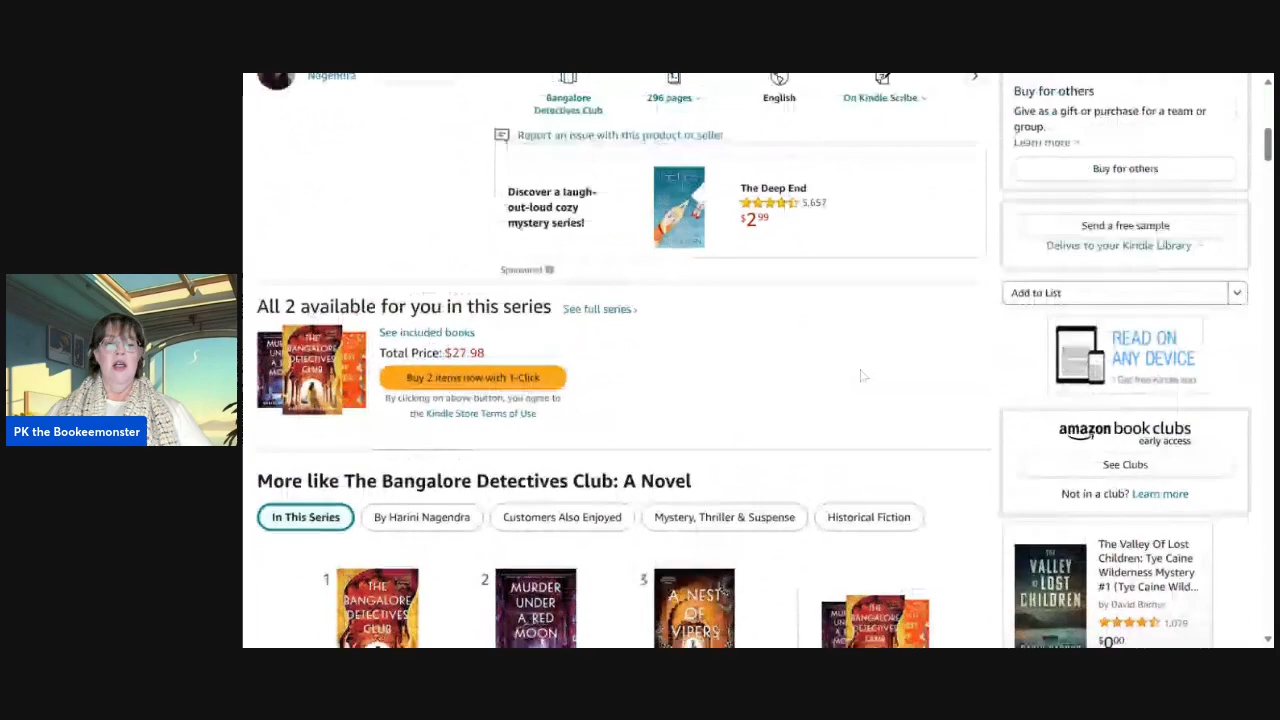 Nagendra
Bangalore
Detectives Club
296 pages
English
On Kindle Scribe
Report an issue with this product or seller
Discover a laugh-
out-loud cozy
mystery series!
The Deep End
5,657
$2.99
Sponsored
All 2 available for you in this series
See full series ›
See included books
Total Price: $27.98
Buy 2 items now with 1-Click
By clicking on above button, you agree to
the Kindle Store Terms of Use
More like The Bangalore Detectives Club: A Novel
In This Series
By Harini Nagendra
Customers Also Enjoyed
Mystery, Thriller & Suspense
Historical Fiction
1
THE
BANGALORE
DETECTIVES
CLUB
2
MURDER
UNDER
A RED
MOON
3
A NEST
OF
VIPERS
Buy for others
Give as a gift or purchase for a team or
group.
Learn more
Buy for others
Send a free sample
Deliver to your Kindle Library
Add to List
READ ON
ANY DEVICE
Get free Kindle app
amazon book clubs
early access
See Clubs
Not in a club? Learn more
THE
VALLEY
OF LOST
CHILDREN
The Valley Of Lost
Children: Tye Caine
Wilderness Mystery
#1 (Tye Caine Wild...
by David Barbur
1,079
$0.00
PK the Bookeemonster